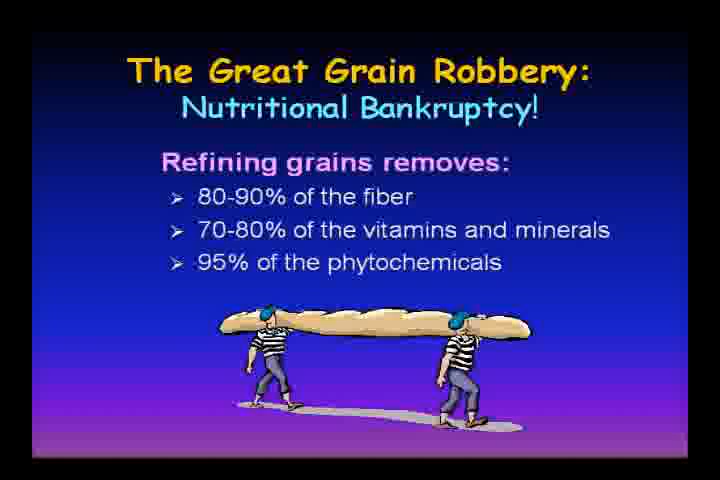 The Great Grain Robbery:
Nutritional Bankruptcy!
Refining grains removes:
➢ 80-90% of the fiber
➢ 70-80% of the vitamins and minerals
➢ 95% of the phytochemicals